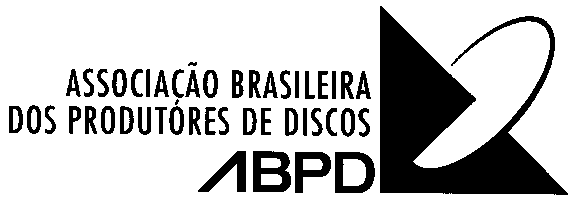 ASSOCIAÇÃO BRASILEIRA
DOS PRODUTÓRES DE DISCOS
ABPD